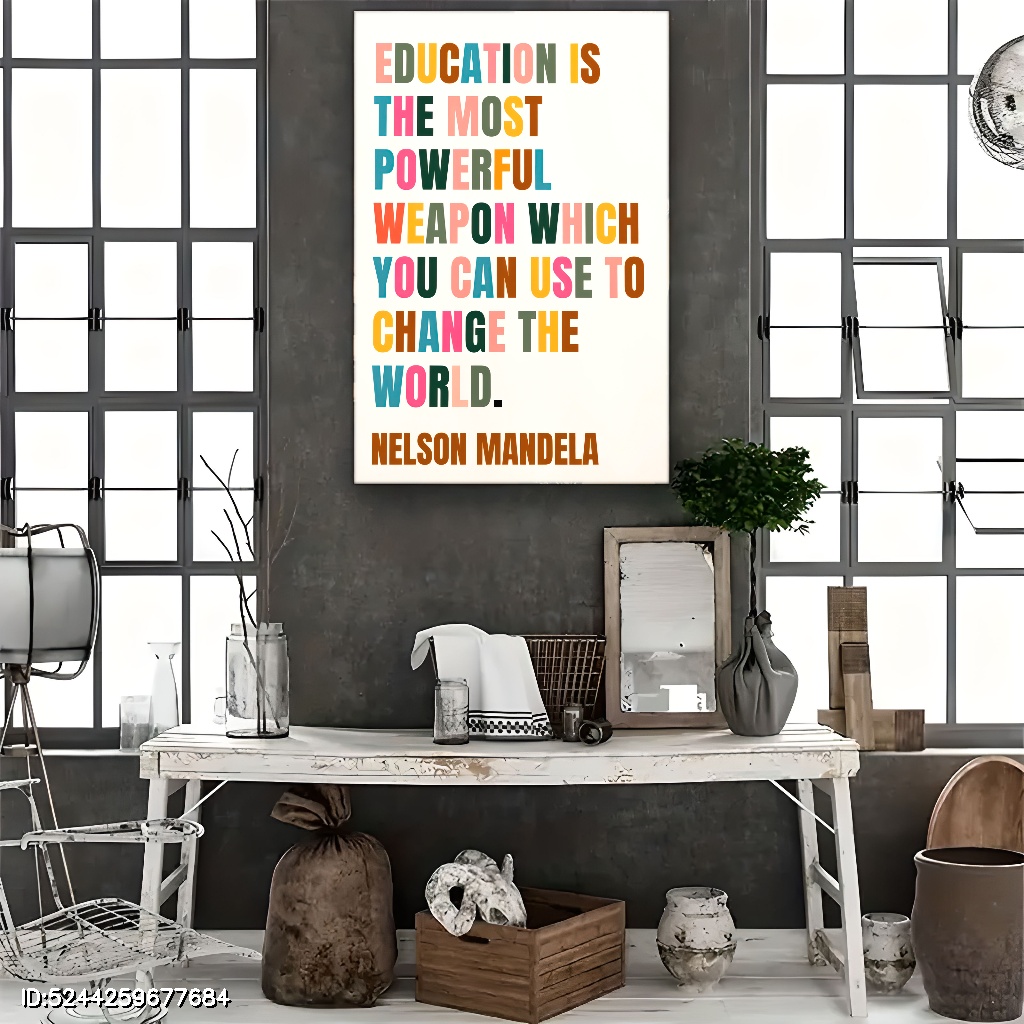 EDUCATION IS
THE MOST
POWERFUL
WEAPON WHICH
YOU CAN USE TO
CHANGE THE
WORLD.
NELSON MANDELA
ID:5244259677684